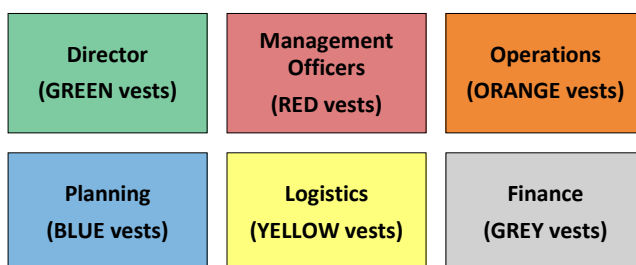 Director
(GREEN vests)
Management
Officers
(RED vests)
Operations
(ORANGE vests)
Planning
(BLUE vests)
Logistics
(YELLOW vests)
Finance
(GREY vests)